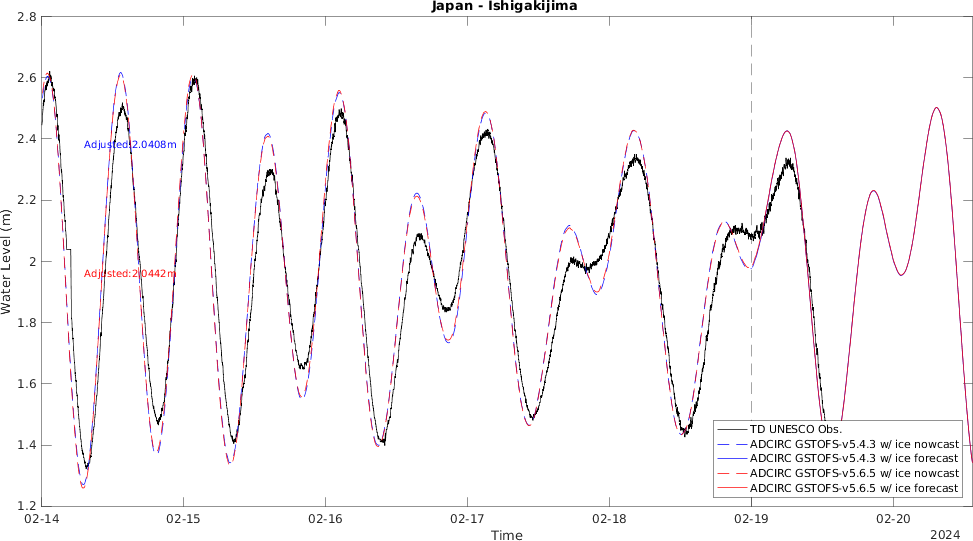 Japan - Ishigakijima
2.8
2.6
2.4
2.2
2
1.8
1.6
1.4
1.2
Water Level (m)
Adjusted:2.0408m
Adjusted:2.0442m
TD UNESCO Obs.
ADCIRC GSTOFS-v5.4.3 w/ ice nowcast
ADCIRC GSTOFS-v5.4.3 w/ ice forecast
ADCIRC GSTOFS-v5.6.5 w/ ice nowcast
ADCIRC GSTOFS-v5.6.5 w/ ice forecast
02-14 02-15 02-16 02-17 02-18 02-19 02-20
Time
2024